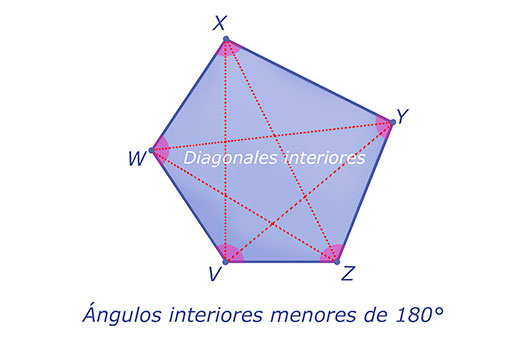 X
Y
W
Diagonales interiores
V
Z
Ángulos interiores menores de 180°